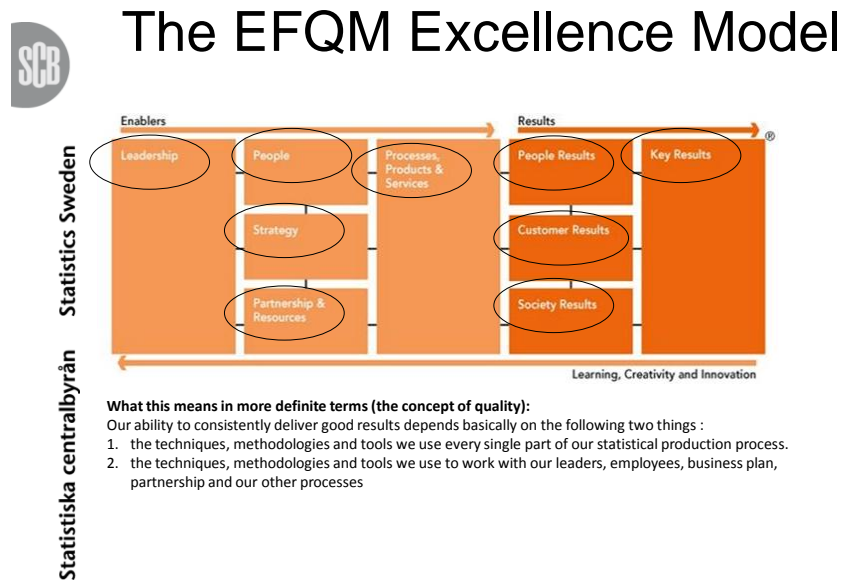 The EFQM Excellence Model
SCB
Statistiska centralbyrån Statistics Sweden
Enablers
Results
®
Leadership
People
Processes,
Products &
Services
People Results
Key Results
Strategy
Customer Results
Partnership &
Resources
Society Results
Learning, Creativity and Innovation
What this means in more definite terms (the concept of quality):
Our ability to consistently deliver good results depends basically on the following two things :
1. the techniques, methodologies and tools we use every single part of our statistical production process.
2. the techniques, methodologies and tools we use to work with our leaders, employees, business plan,
partnership and our other processes